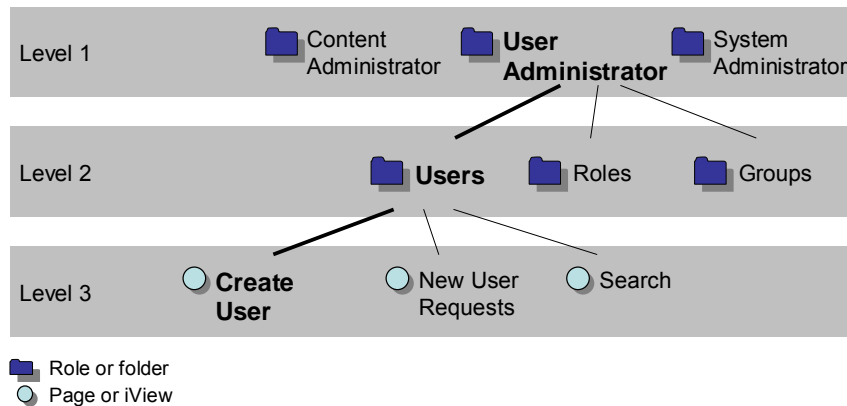 Level 1
Content
Administrator
User
Administrator
System
Administrator
Level 2
Users
Roles
Groups
Level 3
Create
User
New User
Requests
Search
Role or folder
Page or iView